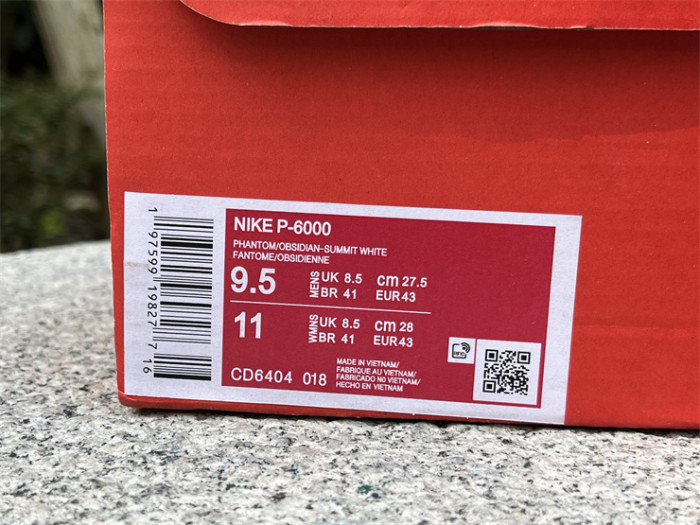 NIKE P-6000
PHANTOM/OBSIDIAN-SUMMIT WHITE
FANTOME/OBSIDIENNE
9.5 MENS UK 8.5 cm 27.5
BR 41 EUR 43
11 WMNS UK 8.5 cm 28
BR 41 EUR 43
CD6404 018
MADE IN VIETNAM/
FABRIQUE AU VIETNAM/
FABRICADO NO VIETNAM/
HECHO EN VIETNAM
RFID
1 97599 19827 7 16